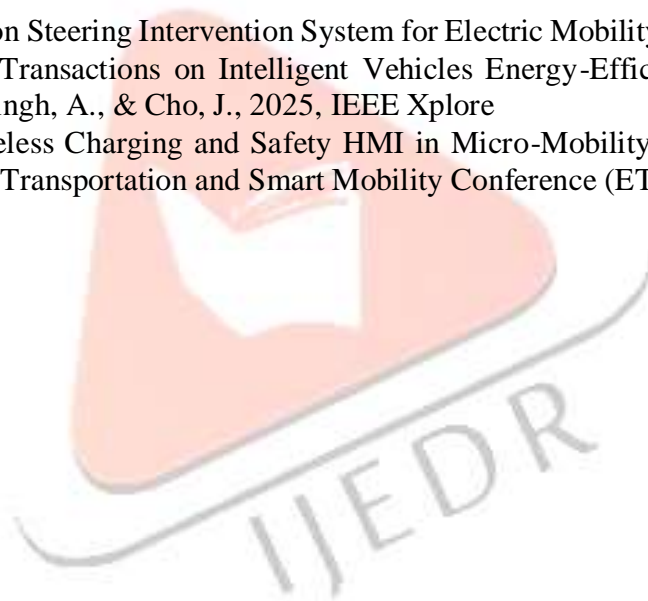 on Steering Intervention System for Electric Mobility
Transactions on Intelligent Vehicles Energy-Effic
ingh, A., & Cho, J., 2025, IEEE Xplore
eless Charging and Safety HMI in Micro-Mobility
Transportation and Smart Mobility Conference (ET
IJEDR